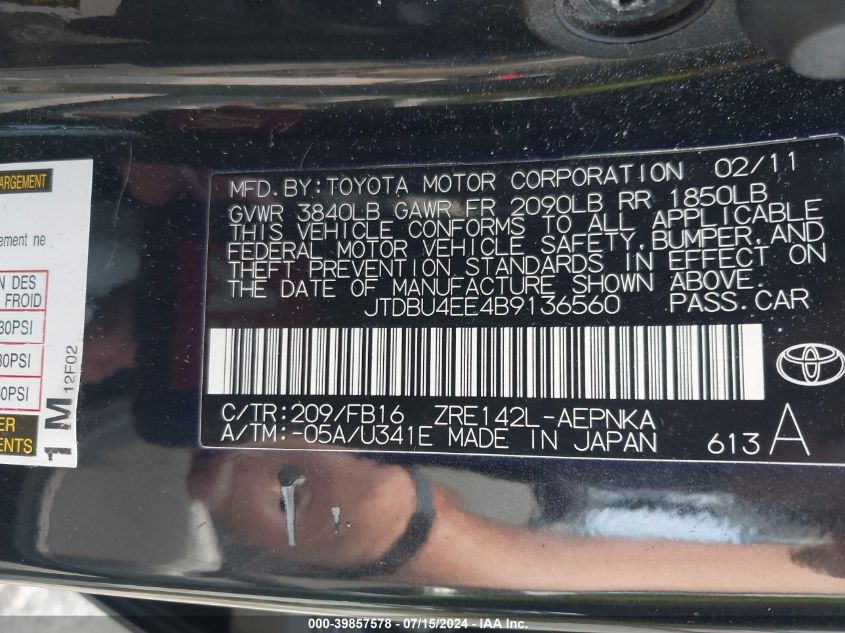 ARGEMENT
ement ne
N DES
FROID
30PSI
30PSI
0PSI
ER
ENTS
1 M 12F02
MFD.BY:TOYOTA MOTOR CORPORATION 02/11
GVWR 3840LB GAWR FR 2090LB RR 1850LB
THIS VEHICLE CONFORMS TO ALL APPLICABLE
FEDERAL MOTOR VEHICLE SAFETY,BUMPER,AND
THEFT PREVENTION STANDARDS IN EFFECT ON
THE DATE OF MANUFACTURE SHOWN ABOVE.
JTDBU4EE4B9136560 PASS.CAR
C/TR:209/FB16 ZRE142L-AEPNKA
A/TM:-05A/U341E MADE IN JAPAN 613 A
000-39857578 - 07/15/2024 - IAA, Inc.